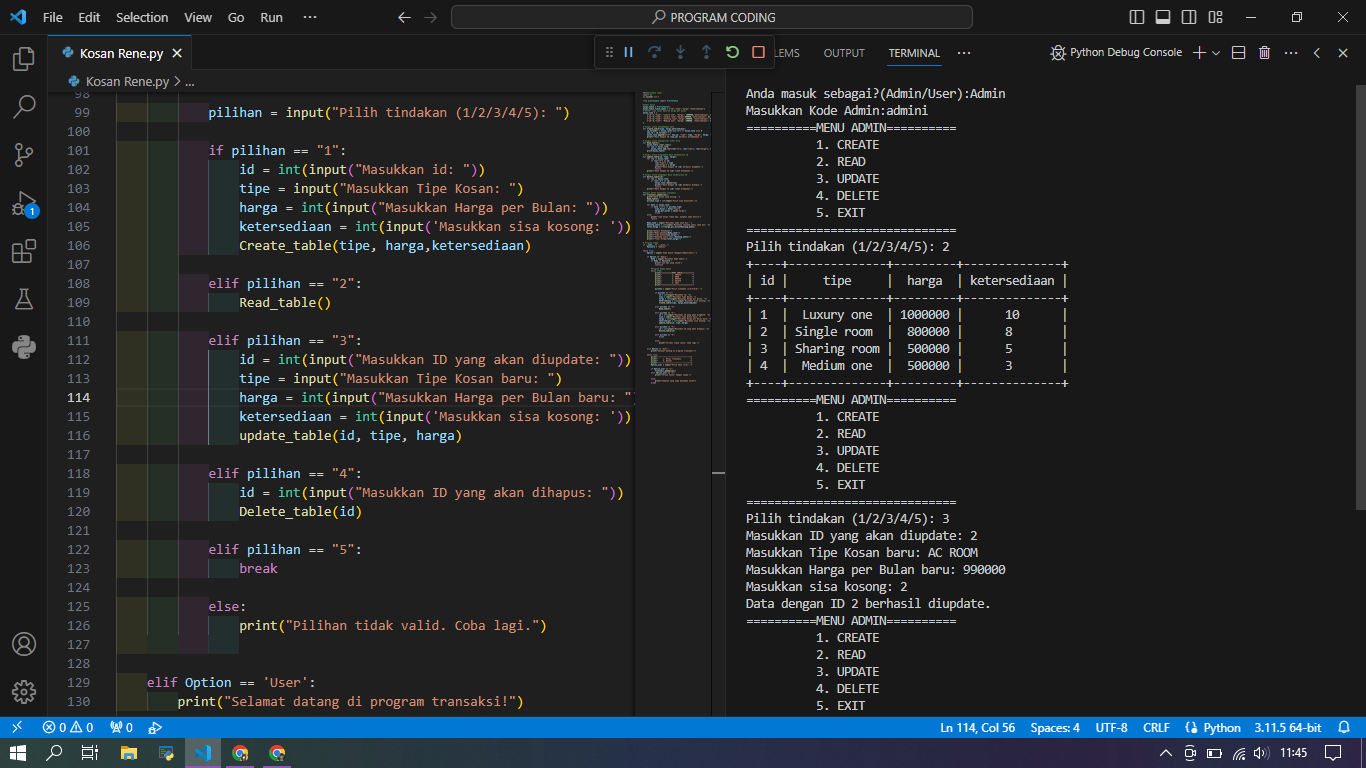 File Edit Selection View Go Run ···
PROGRAM CODING
Kosan Rene.py
LEMS OUTPUT TERMINAL ···
Python Debug Console
Kosan Rene.py > ...
98
99 pilihan = input("Pilih tindakan (1/2/3/4/5): ")
100
101 if pilihan == "1":
102 id = int(input("Masukkan id: "))
103 tipe = input("Masukkan Tipe Kosan: ")
104 harga = int(input("Masukkan Harga per Bulan: "))
105 ketersediaan = int(input('Masukkan sisa kosong: '))
106 Create_table(tipe, harga,ketersediaan)
107
108 elif pilihan == "2":
109 Read_table()
110
111 elif pilihan == "3":
112 id = int(input("Masukkan ID yang akan diupdate: "))
113 tipe = input("Masukkan Tipe Kosan baru: ")
114 harga = int(input("Masukkan Harga per Bulan baru: "
115 ketersediaan = int(input('Masukkan sisa kosong: '))
116 update_table(id, tipe, harga)
117
118 elif pilihan == "4":
119 id = int(input("Masukkan ID yang akan dihapus: "))
120 Delete_table(id)
121
122 elif pilihan == "5":
123 break
124
125 else:
126 print("Pilihan tidak valid. Coba lagi.")
127
128
129 elif Option == 'User':
130 print("Selamat datang di program transaksi!")
Anda masuk sebagai?(Admin/User):Admin
Masukkan Kode Admin:admini
==========MENU ADMIN==========
1. CREATE
2. READ
3. UPDATE
4. DELETE
5. EXIT
==============================
Pilih tindakan (1/2/3/4/5): 2
+----+--------------+---------+--------------+
| id | tipe | harga | ketersediaan |
+----+--------------+---------+--------------+
| 1 | Luxury one | 1000000 | 10 |
| 2 | Single room | 800000 | 8 |
| 3 | Sharing room | 500000 | 5 |
| 4 | Medium one | 500000 | 3 |
+----+--------------+---------+--------------+
==========MENU ADMIN==========
1. CREATE
2. READ
3. UPDATE
4. DELETE
5. EXIT
==============================
Pilih tindakan (1/2/3/4/5): 3
Masukkan ID yang akan diupdate: 2
Masukkan Tipe Kosan baru: AC ROOM
Masukkan Harga per Bulan baru: 990000
Masukkan sisa kosong: 2
Data dengan ID 2 berhasil diupdate.
==========MENU ADMIN==========
1. CREATE
2. READ
3. UPDATE
4. DELETE
5. EXIT
1
0 0 0
Ln 114, Col 56 Spaces: 4 UTF-8 CRLF Python 3.11.5 64-bit
11:45